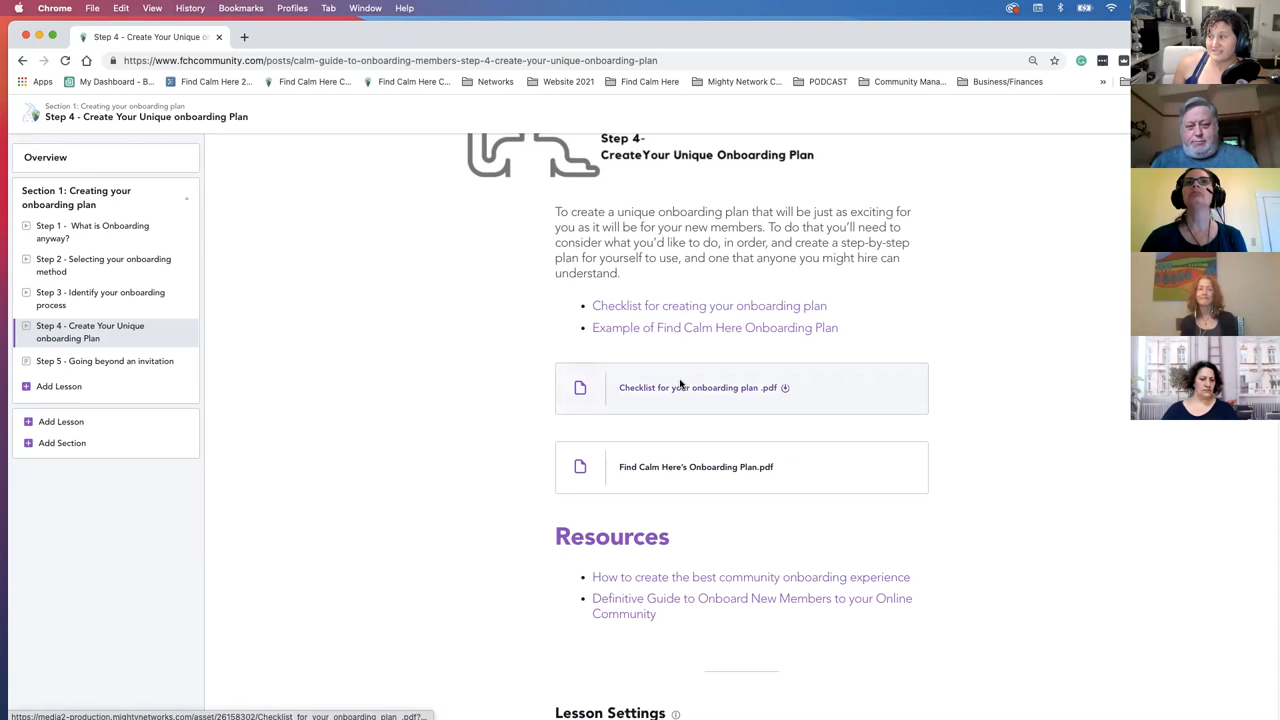 Chrome File Edit View History Bookmarks Profiles Tab Window Help
Step 4 - Create Your Unique o
https://www.fchcommunity.com/posts/calm-guide-to-onboarding-members-step-4-create-your-unique-onboarding-plan
Apps My Dashboard - B... Find Calm Here 2... Find Calm Here C... Find Calm Here C... Networks Website 2021 Find Calm Here Mighty Network C... PODCAST Community Mana... Business/Finances »
Section 1: Creating your onboarding plan
Step 4 - Create Your Unique onboarding Plan
Overview
Section 1: Creating your
onboarding plan
Step 1 - What is Onboarding
anyway?
Step 2 - Selecting your onboarding
method
Step 3 - Identify your onboarding
process
Step 4 - Create Your Unique
onboarding Plan
Step 5 - Going beyond an invitation
Add Lesson
Add Lesson
Add Section
Step 4-
CreateYour Unique Onboarding Plan
To create a unique onboarding plan that will be just as exciting for
you as it will be for your new members. To do that you'll need to
consider what you'd like to do, in order, and create a step-by-step
plan for yourself to use, and one that anyone you might hire can
understand.
• Checklist for creating your onboarding plan
• Example of Find Calm Here Onboarding Plan
Checklist for your onboarding plan .pdf
Find Calm Here's Onboarding Plan.pdf
Resources
• How to create the best community onboarding experience
• Definitive Guide to Onboard New Members to your Online
Community
Lesson Settings
https://media2-production.mightynetworks.com/asset/26158302/Checklist_for_your_onboarding_plan_.pdf?...